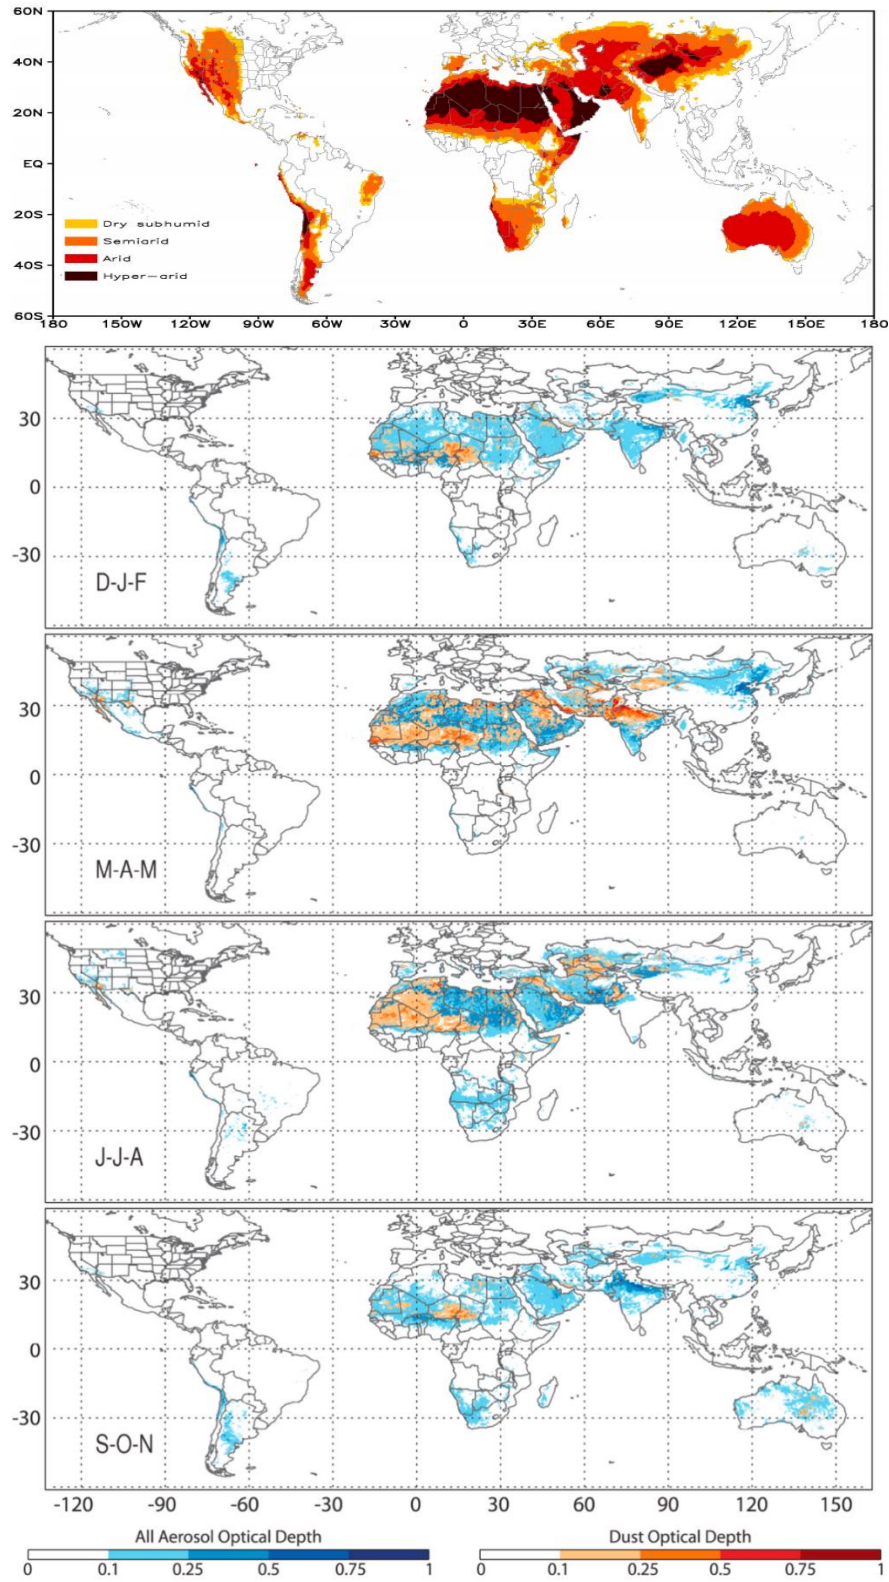 60N
40N
20N
EQ
20S
40S
60S
Dry subhumid
Semiarid
Arid
Hyper-arid
180 150W 120W 90W 60W 30W 0 30E 60E 90E 120E 150E 180
30
0
-30
D-J-F
30
0
-30
M-A-M
30
0
-30
J-J-A
30
0
-30
S-O-N
-120 -90 -60 -30 0 30 60 90 120 150
All Aerosol Optical Depth Dust Optical Depth
0 0.1 0.25 0.5 0.75 1 0 0.1 0.25 0.5 0.75 1